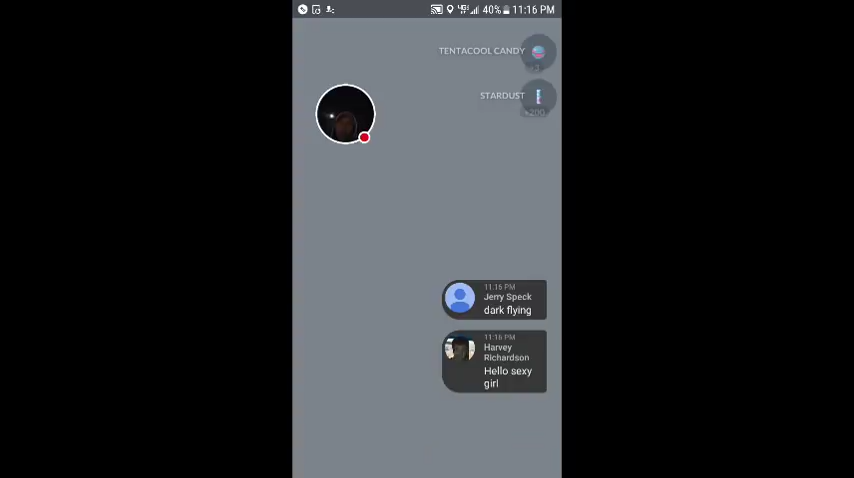 40% 11:16 PM
TENTACOOL CANDY
STARDUST
+200
11:16 PM
Jerry Speck
dark flying
11:16 PM
Harvey
Richardson
Hello sexy
girl